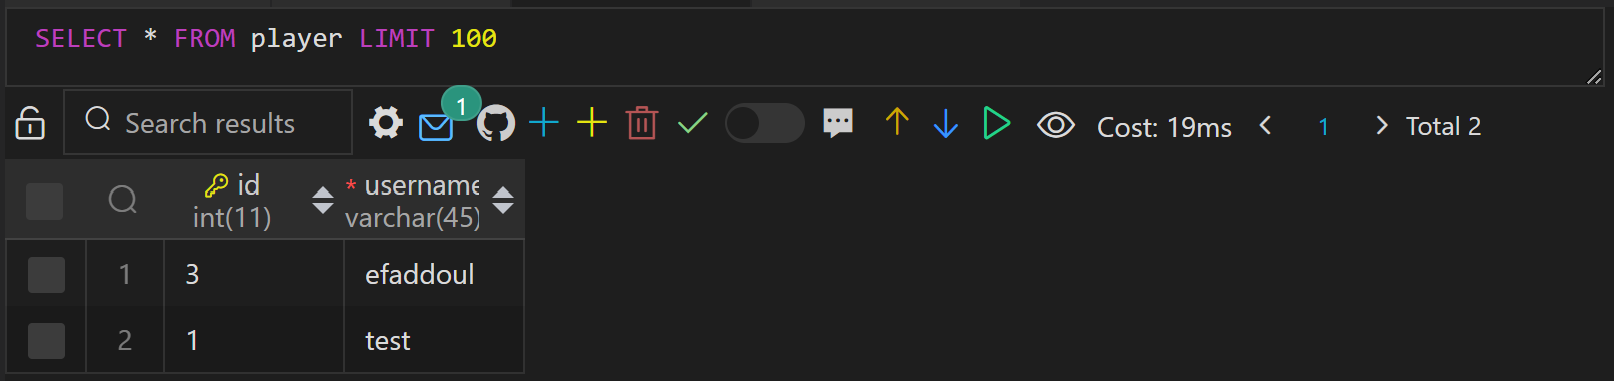 SELECT * FROM player LIMIT 100
Search results 1 Cost: 19ms 1 Total 2
id * username
int(11) varchar(45)
1 3 efaddoul
2 1 test